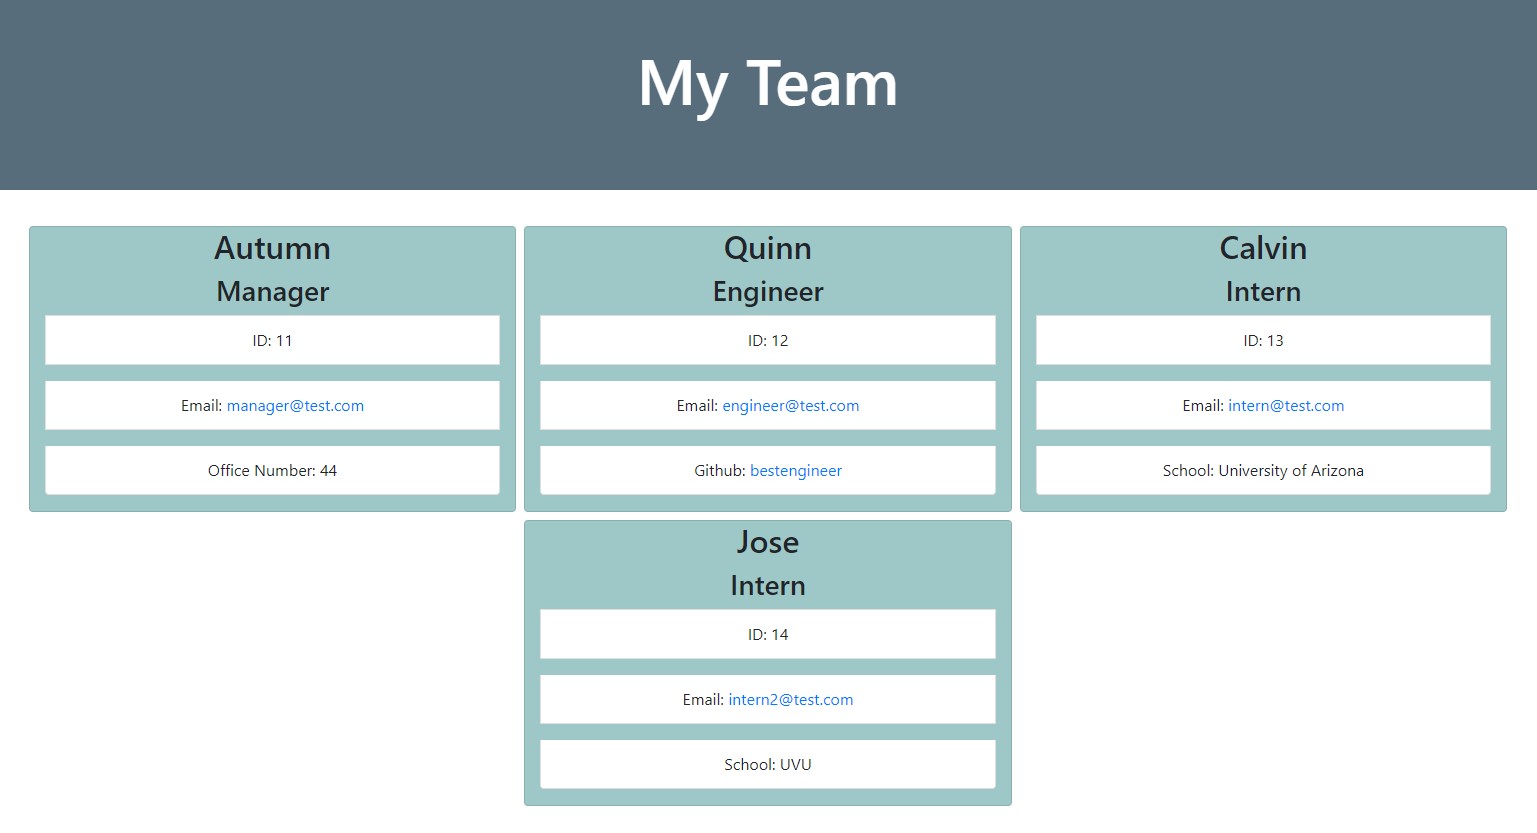 My Team
Autumn
Manager
ID: 11
Email: manager@test.com
Office Number: 44
Quinn
Engineer
ID: 12
Email: engineer@test.com
Github: bestengineer
Calvin
Intern
ID: 13
Email: intern@test.com
School: University of Arizona
Jose
Intern
ID: 14
Email: intern2@test.com
School: UVU